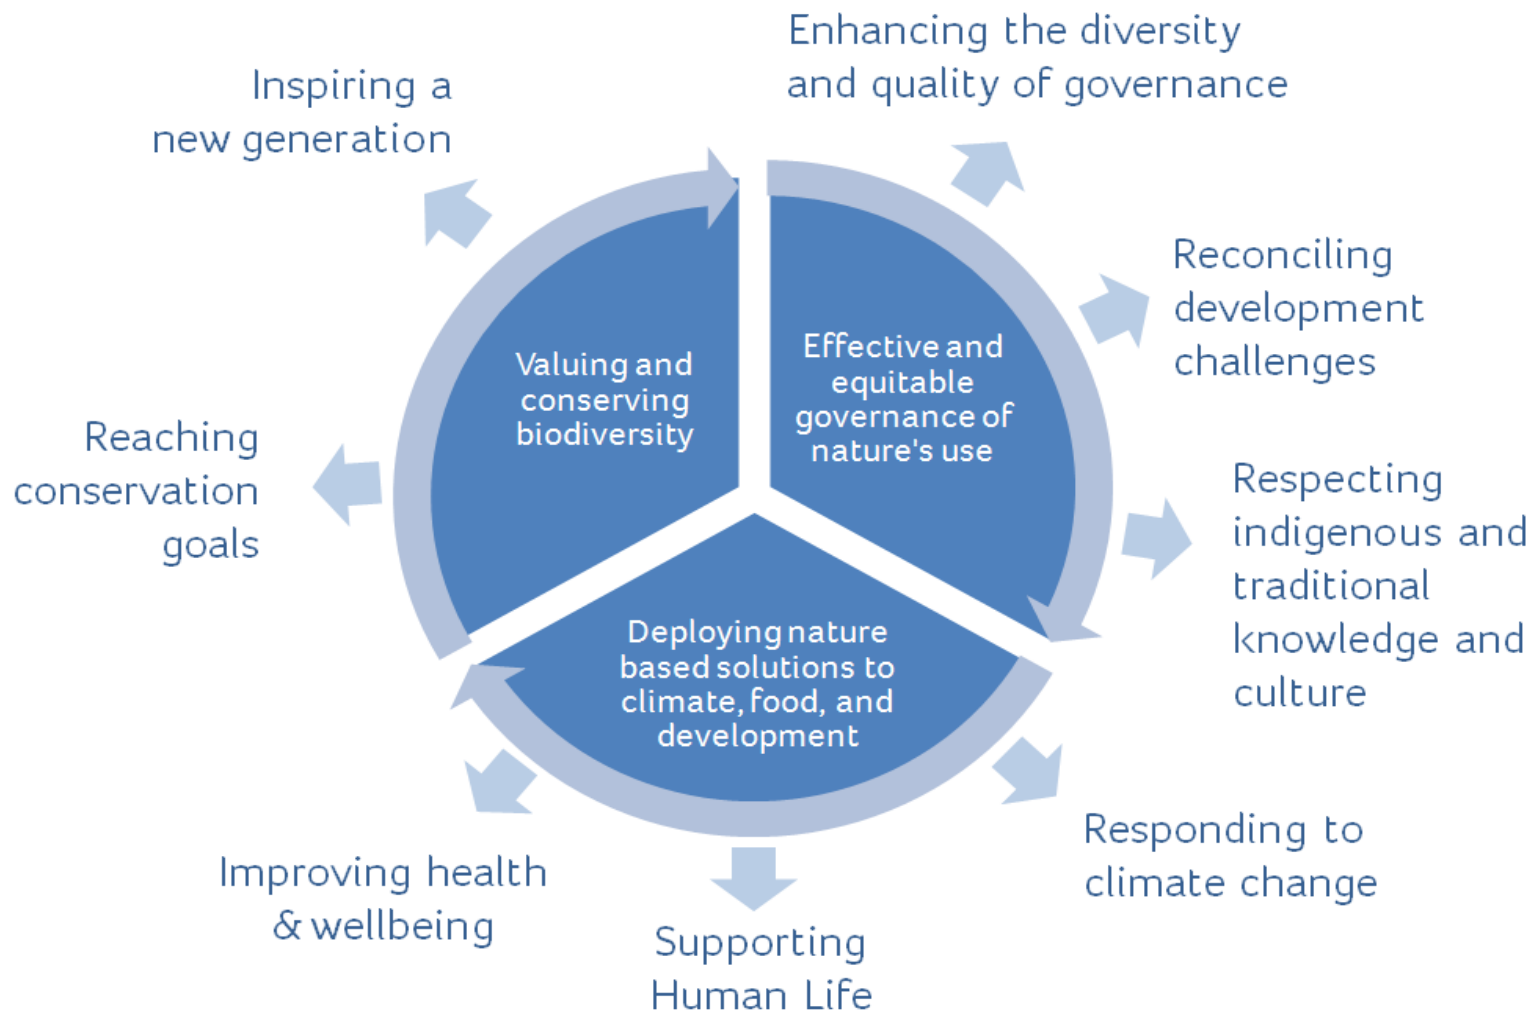 Enhancing the diversity
and quality of governance
Inspiring a
new generation
Reconciling
development
challenges
Effective and
equitable
governance of
nature's use
Valuing and
conserving
biodiversity
Reaching
conservation
goals
Respecting
indigenous and
traditional
knowledge and
culture
Deploying nature
based solutions to
climate, food, and
development
Responding to
climate change
Improving health
& wellbeing
Supporting
Human Life